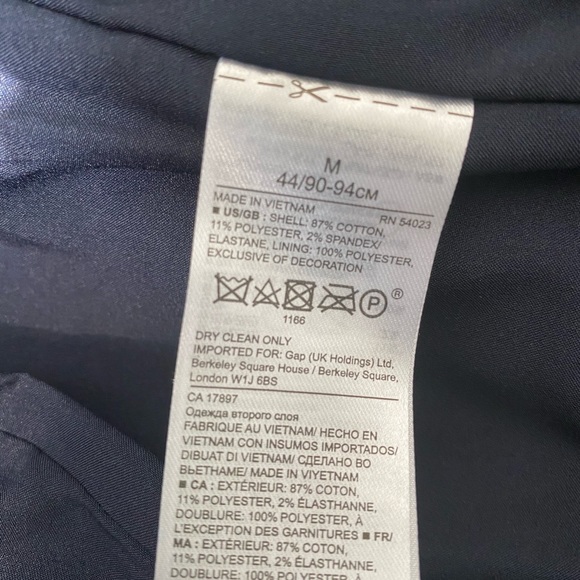 M
44/90-94см
MADE IN VIETNAM RN 54023
■ US/GB : SHELL: 87% COTTON,
11% POLYESTER, 2% SPANDEX/
ELASTANE, LINING: 100% POLYESTER,
EXCLUSIVE OF DECORATION
P ®
1166
DRY CLEAN ONLY
IMPORTED FOR: Gap (UK Holdings) Ltd,
Berkeley Square House / Berkeley Square,
London W1J 6BS
CA 17897
Одежда второго слоя
FABRIQUE AU VIETNAM/ HECHO EN
VIETNAM CON INSUMOS IMPORTADOS/
DIBUAT DI VIETNAM/ СДЕЛАНО ВО
ВЬЕТНАМЕ/ MADE IN VIYETNAM
■ CA : EXTÉRIEUR: 87% COTON,
11% POLYESTER, 2% ÉLASTHANNE,
DOUBLURE: 100% POLYESTER, À
L'EXCEPTION DES GARNITURES ■ FR/
MA : EXTÉRIEUR: 87% COTON,
11% POLYESTER, 2% ÉLASTHANNE,
DOUBLURE: 100% POLYESTER, À